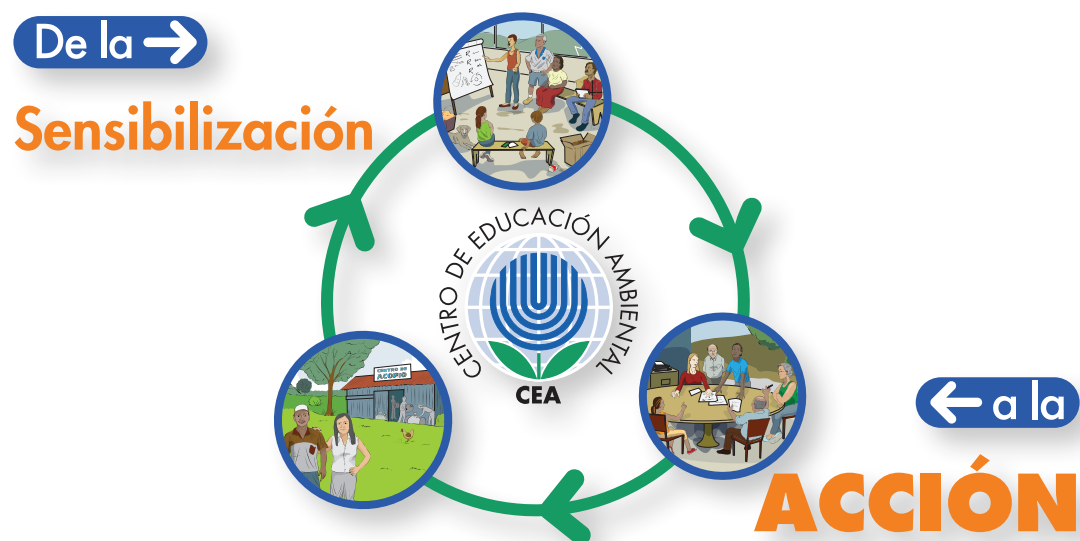 De la
Sensibilización
CENTRO DE EDUCACIÓN AMBIENTAL
CEA
CENTRO DE
ACOPIO
a la
ACCIÓN